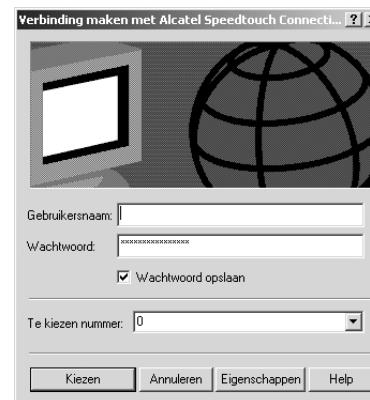 Verbinding maken met Alcatel Speedtouch Connecti... ?
Gebruikersnaam:
Wachtwoord: ****************
Wachtwoord opslaan
Te kiezen nummer: 0
Kiezen Annuleren Eigenschappen Help